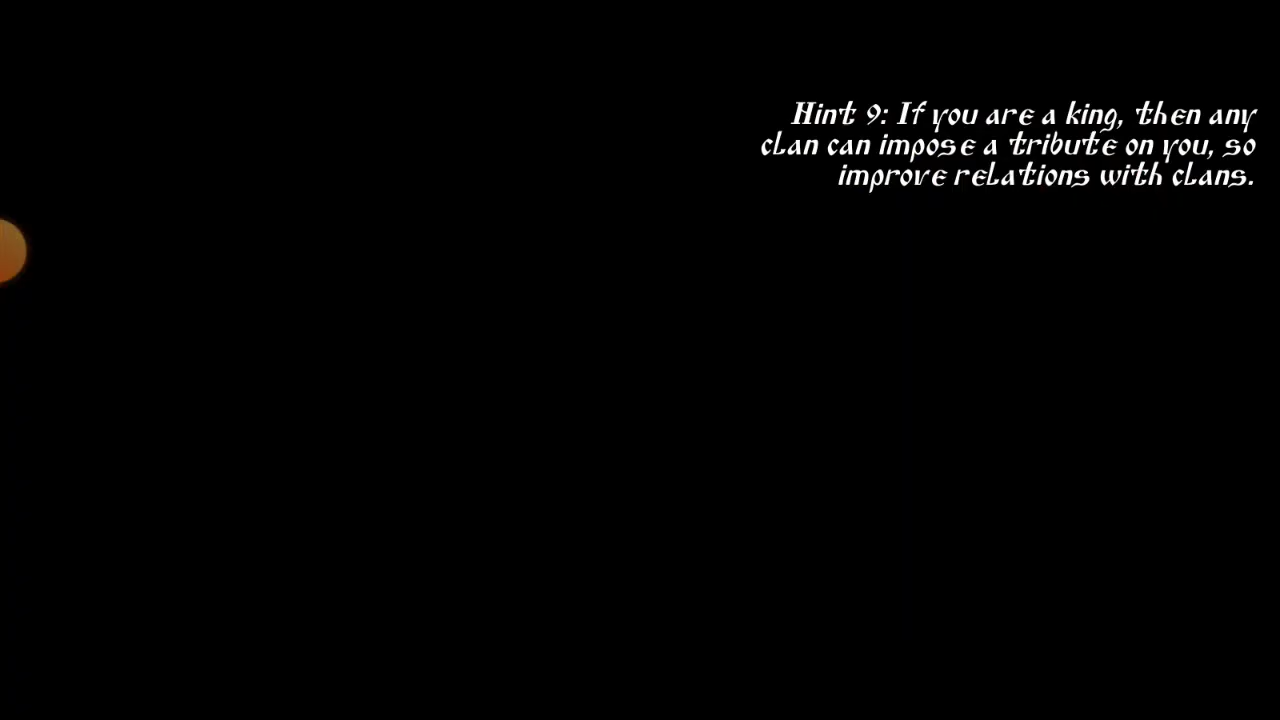 Hint 9: If you are a king, then any
clan can impose a tribute on you, so
improve relations with clans.